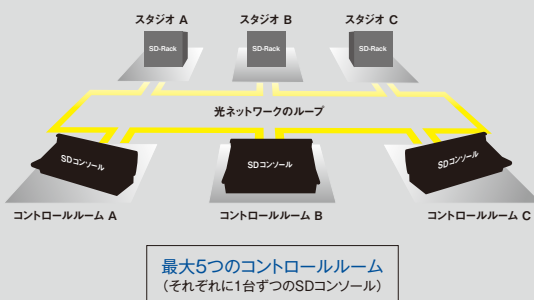 スタジオ A
スタジオ B
スタジオ C
SD-Rack
SD-Rack
SD-Rack
光ネットワークのループ
SDコンソール
SDコンソール
SDコンソール
コントロールルーム A
コントロールルーム B
コントロールルーム C
最大5つのコントロールルーム
(それぞれに1台ずつのSDコンソール)